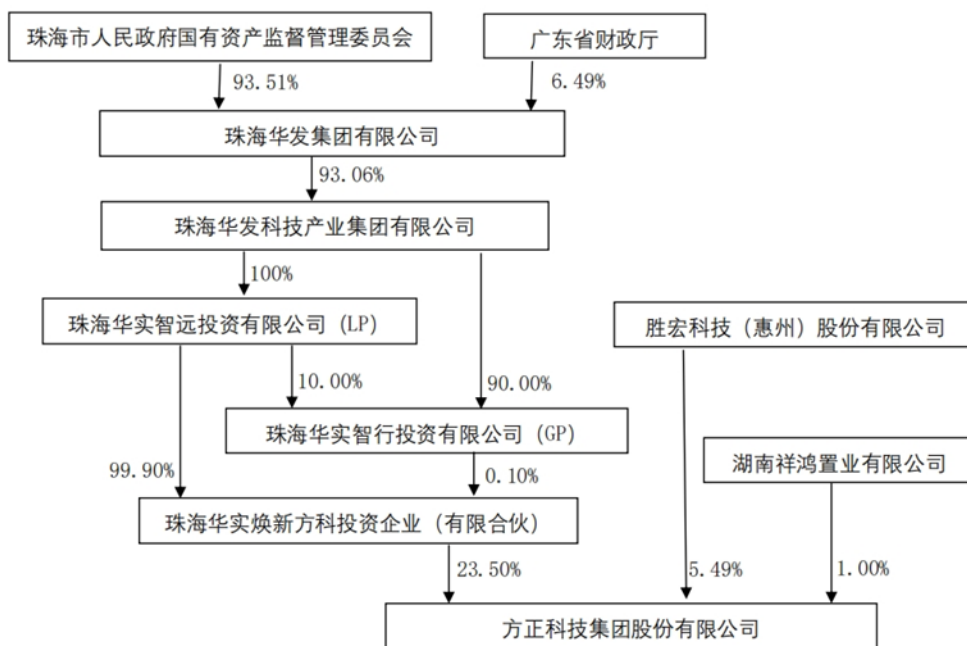 珠海市人民政府国有资产监督管理委员会
广东省财政厅
93.51%
6.49%
珠海华发集团有限公司
93.06%
珠海华发科技产业集团有限公司
100%
珠海华实智远投资有限公司（LP）
胜宏科技（惠州）股份有限公司
10.00%
90.00%
珠海华实智行投资有限公司（GP）
湖南祥鸿置业有限公司
99.90%
0.10%
珠海华实焕新方科投资企业（有限合伙）
23.50%
5.49%
1.00%
方正科技集团股份有限公司